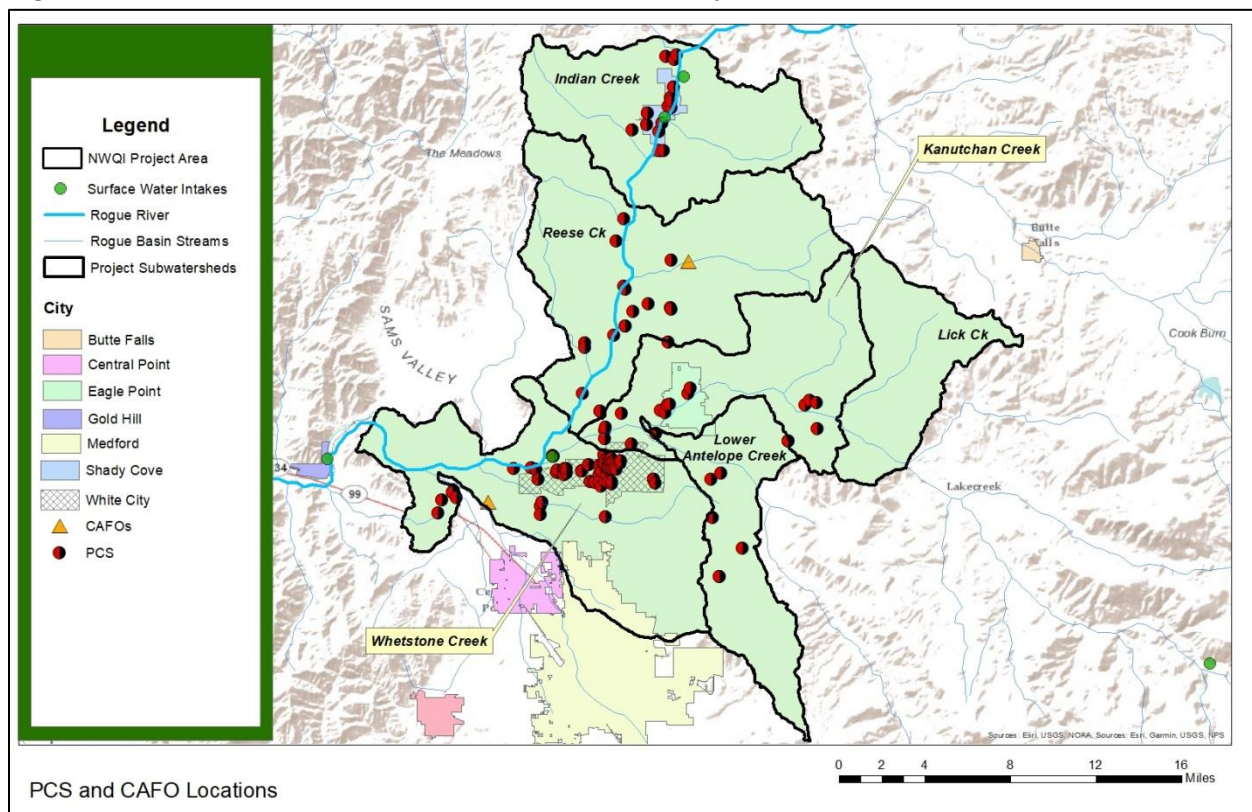 Legend
NWQI Project Area
Surface Water Intakes
Rogue River
Rogue Basin Streams
Project Subwatersheds
City
Butte Falls
Central Point
Eagle Point
Gold Hill
Medford
Shady Cove
White City
CAFOs
PCS
Indian Creek
The Meadows
Kanutchan Creek
Reese Ck
Butte
Falls
SAMS VALLEY
Lick Ck
Cook Burn
Lower
Antelope Creek
34
99
Lakecreek
Whetstone Creek
Sources: Esri, USGS, NOAA, Sources: Esri, Garmin, USGS, NPS
0 4 8 12 16
Miles
PCS and CAFO Locations